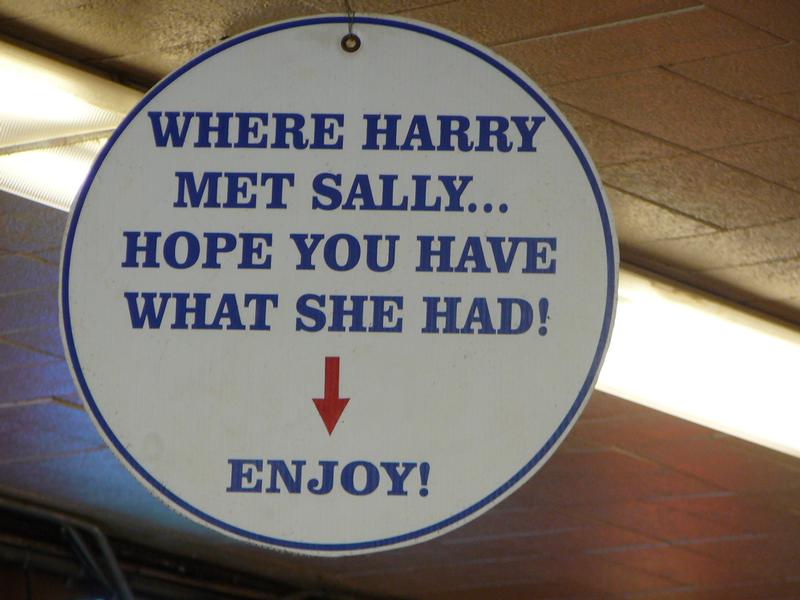 WHERE HARRY
MET SALLY...
HOPE YOU HAVE
WHAT SHE HAD!
ENJOY!